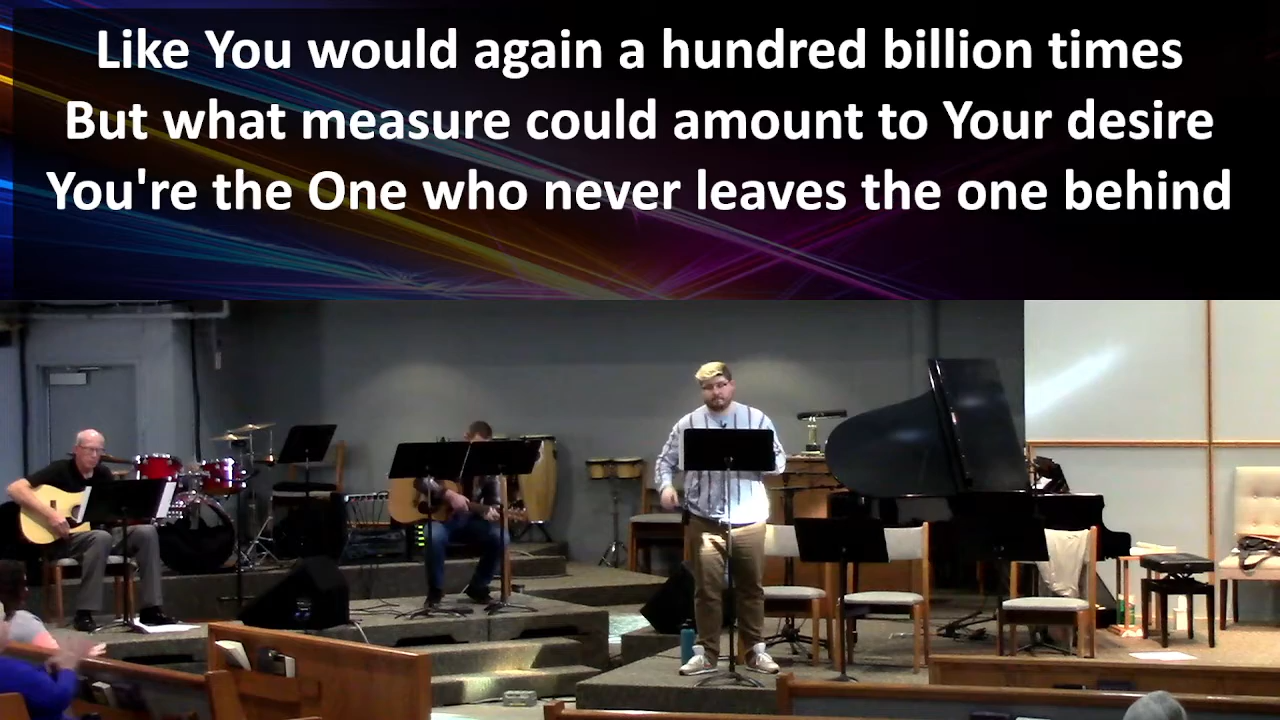 Like You would again a hundred billion times
But what measure could amount to Your desire
You're the One who never leaves the one behind